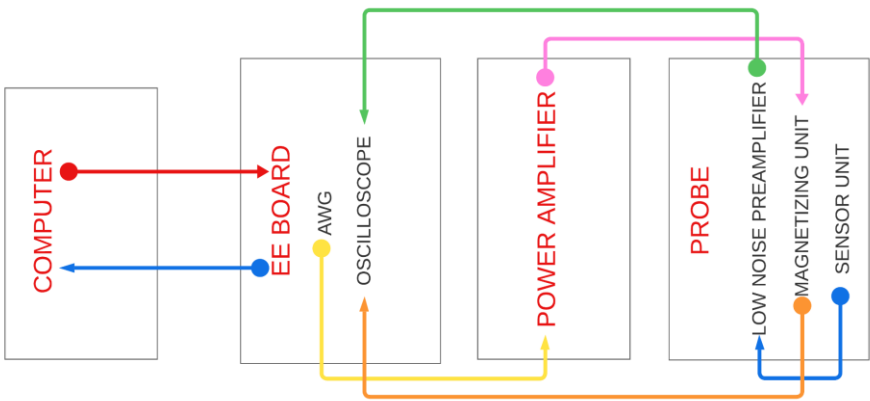 COMPUTER
EE BOARD
AWG
OSCILLOSCOPE
POWER AMPLIFIER
PROBE
LOW NOISE PREAMPLIFIER
MAGNETIZING UNIT
SENSOR UNIT